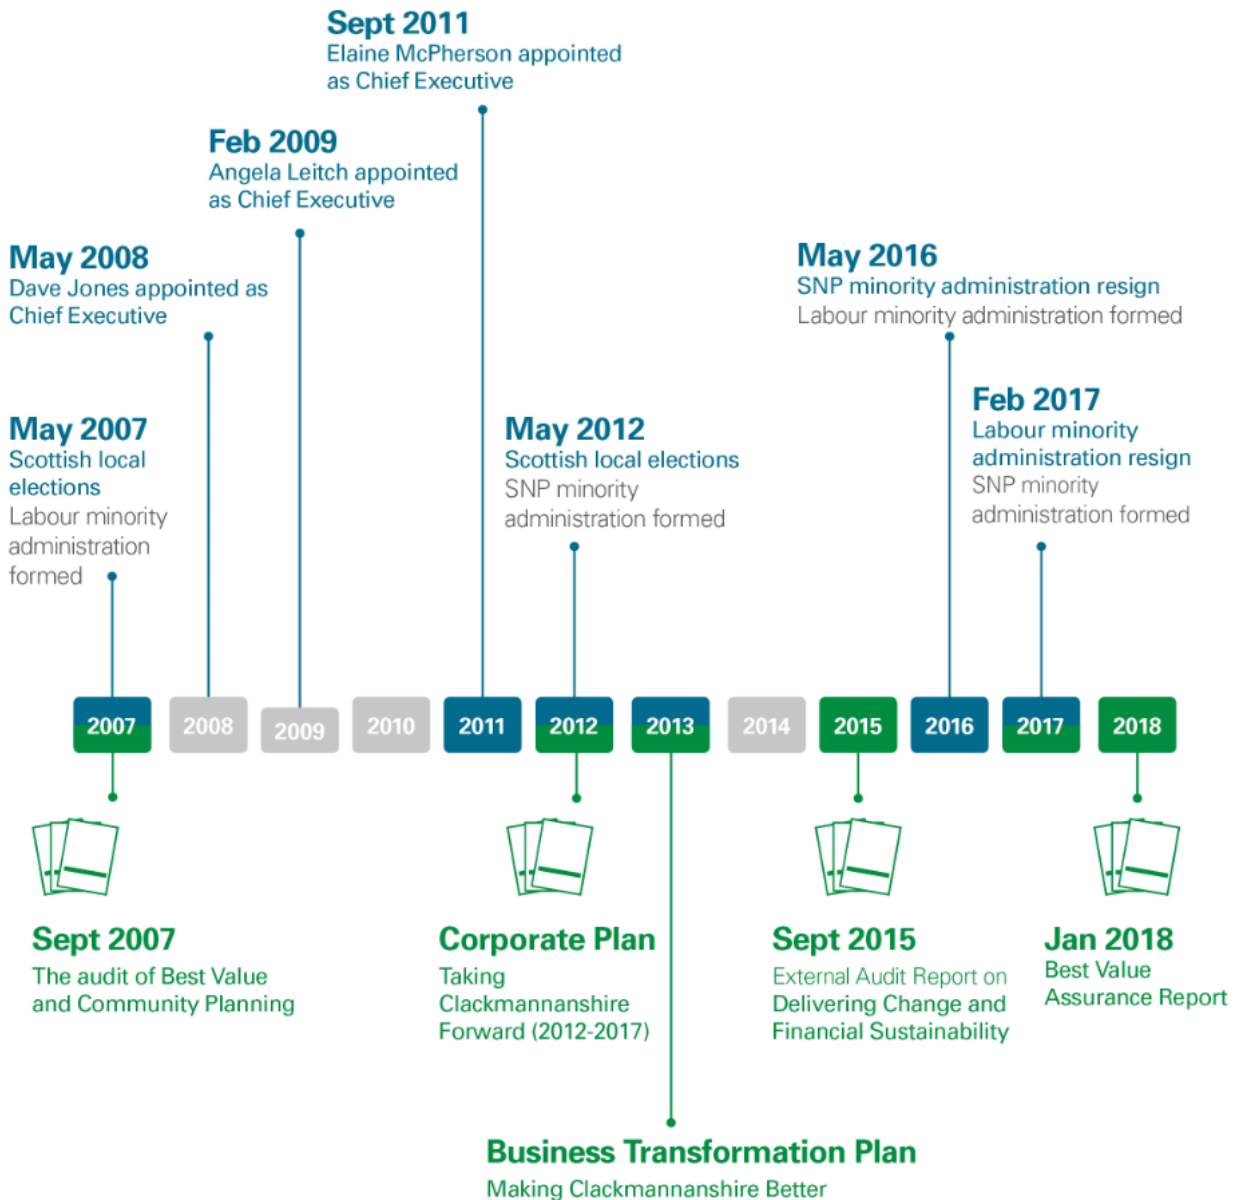 Sept 2011
Elaine McPherson appointed
as Chief Executive
Feb 2009
Angela Leitch appointed
as Chief Executive
May 2008
Dave Jones appointed as
Chief Executive
May 2016
SNP minority administration resign
Labour minority administration formed
May 2007
Scottish local
elections
Labour minority
administration
formed
May 2012
Scottish local elections
SNP minority
administration formed
Feb 2017
Labour minority
administration resign
SNP minority
administration formed
2007
2008
2009
2010
2011
2012
2013
2014
2015
2016
2017
2018
Sept 2007
The audit of Best Value
and Community Planning
Corporate Plan
Taking
Clackmannanshire
Forward (2012-2017)
Sept 2015
External Audit Report on
Delivering Change and
Financial Sustainability
Jan 2018
Best Value
Assurance Report
Business Transformation Plan
Making Clackmannanshire Better